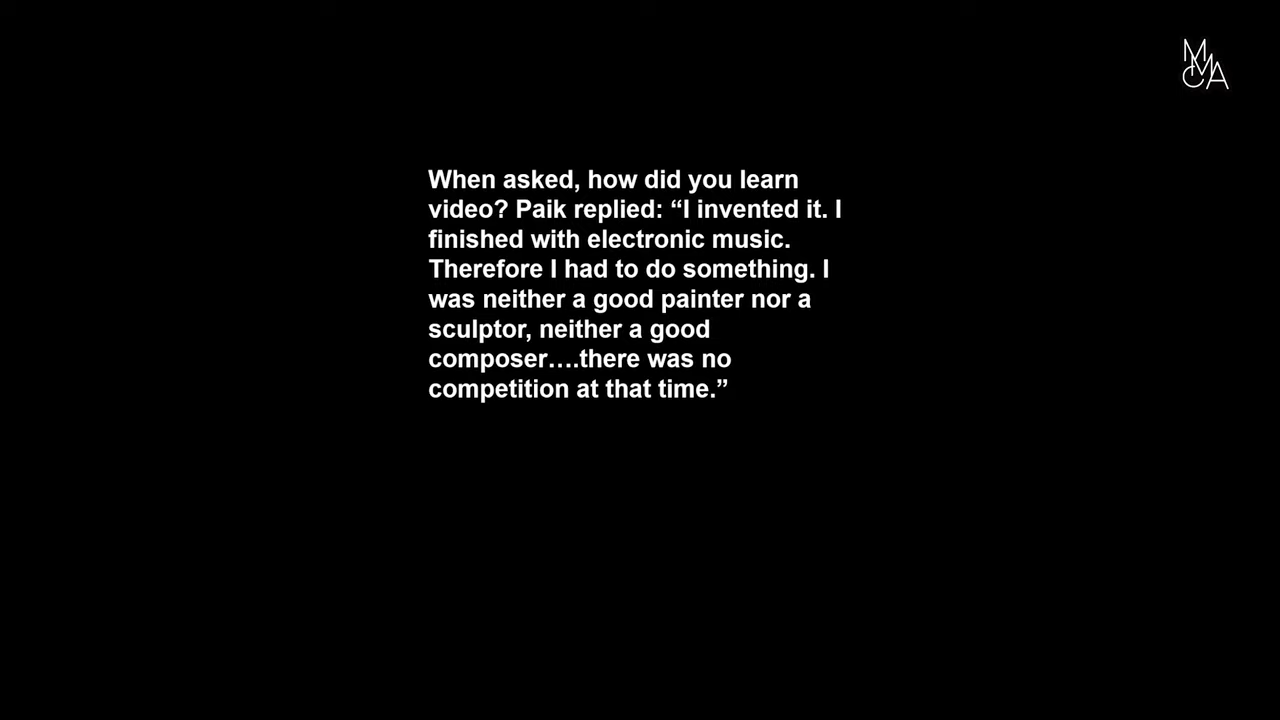 MMCA
When asked, how did you learn
video? Paik replied: “I invented it. I
finished with electronic music.
Therefore I had to do something. I
was neither a good painter nor a
sculptor, neither a good
composer….there was no
competition at that time.”